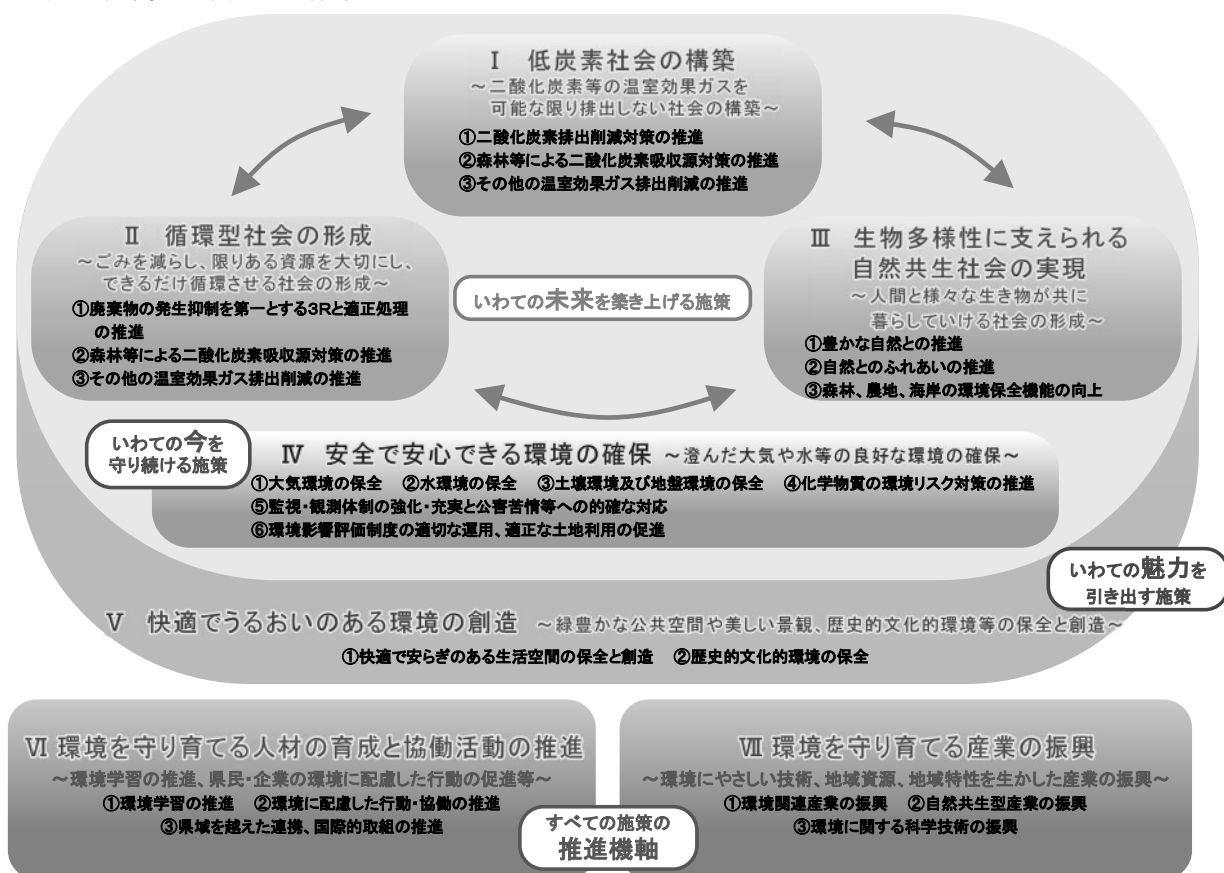 Ⅰ 低炭素社会の構築
～二酸化炭素等の温室効果ガスを
可能な限り排出しない社会の構築～
①二酸化炭素排出削減対策の推進
②森林等による二酸化炭素吸収源対策の推進
③その他の温室効果ガス排出削減の推進
Ⅱ 循環型社会の形成
～ごみを減らし、限りある資源を大切にし、
できるだけ循環させる社会の形成～
①廃棄物の発生抑制を第一とする3Rと適正処理
の推進
②森林等による二酸化炭素吸収源対策の推進
③その他の温室効果ガス排出削減の推進
いわての未来を築き上げる施策
Ⅲ 生物多様性に支えられる
自然共生社会の実現
～人間と様々な生き物が共に
暮らしていける社会の形成～
①豊かな自然との推進
②自然とのふれあいの推進
③森林、農地、海岸の環境保全機能の向上
いわての今を
守り続ける施策
Ⅳ 安全で安心できる環境の確保 ～澄んだ大気や水等の良好な環境の確保～
①大気環境の保全 ②水環境の保全 ③土壌環境及び地盤環境の保全 ④化学物質の環境リスク対策の推進
⑤監視・観測体制の強化・充実と公害苦情等への的確な対応
⑥環境影響評価制度の適切な運用、適正な土地利用の促進
いわての魅力を
引き出す施策
Ⅴ 快適でうるおいのある環境の創造 ～緑豊かな公共空間や美しい景観、歴史的文化的環境等の保全と創造～
①快適で安らぎのある生活空間の保全と創造 ②歴史的文化的環境の保全
Ⅵ 環境を守り育てる人材の育成と協働活動の推進
～環境学習の推進、県民・企業の環境に配慮した行動の促進等～
①環境学習の推進 ②環境に配慮した行動・協働の推進
③県域を越えた連携、国際的取組の推進
すべての施策の
推進機軸
Ⅶ 環境を守り育てる産業の振興
～環境にやさしい技術、地域資源、地域特性を生かした産業の振興～
①環境関連産業の振興 ②自然共生型産業の振興
③環境に関する科学技術の振興